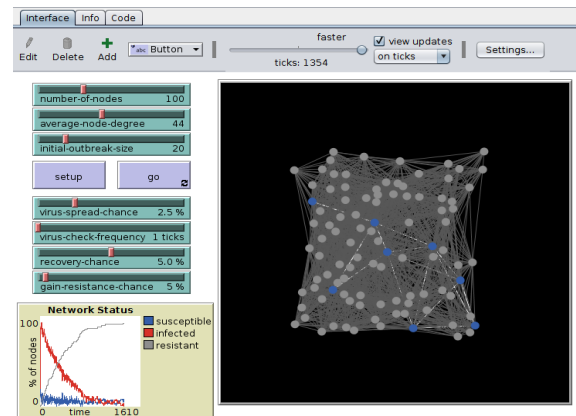 Interface Info Code
faster
view updates
Edit Delete Add abc Button on ticks Settings...
ticks: 1354
number-of-nodes 100
average-node-degree 44
initial-outbreak-size 20
setup go
virus-spread-chance 2.5 %
virus-check-frequency 1 ticks
recovery-chance 5.0 %
gain-resistance-chance 5 %
Network Status
100
% of nodes
0
0 time 1610
susceptible
infected
resistant